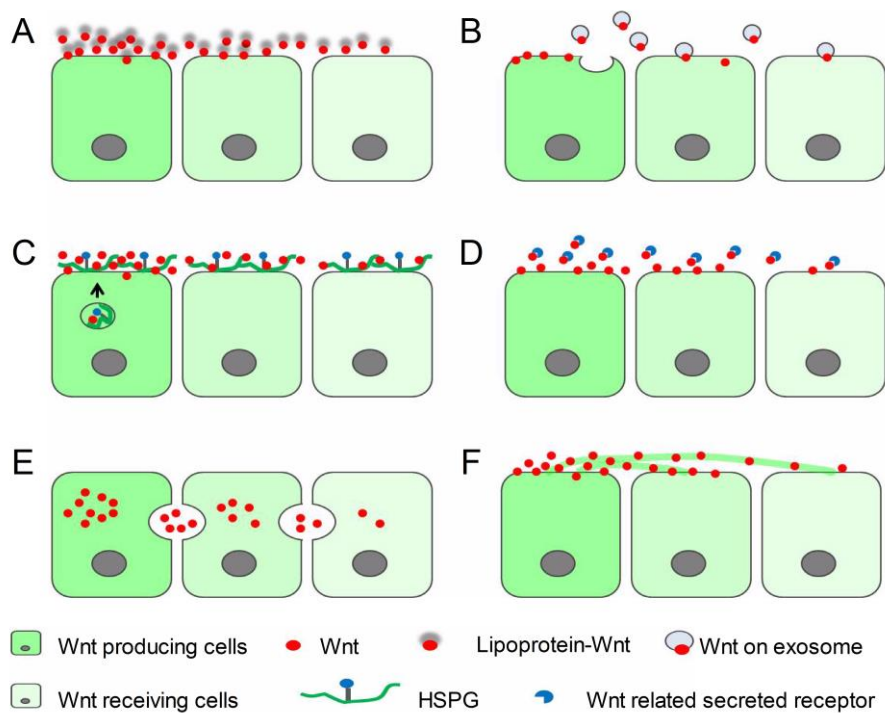 A
B
C
D
E
F
Wnt producing cells
Wnt
Lipoprotein-Wnt
Wnt on exosome
Wnt receiving cells
HSPG
Wnt related secreted receptor